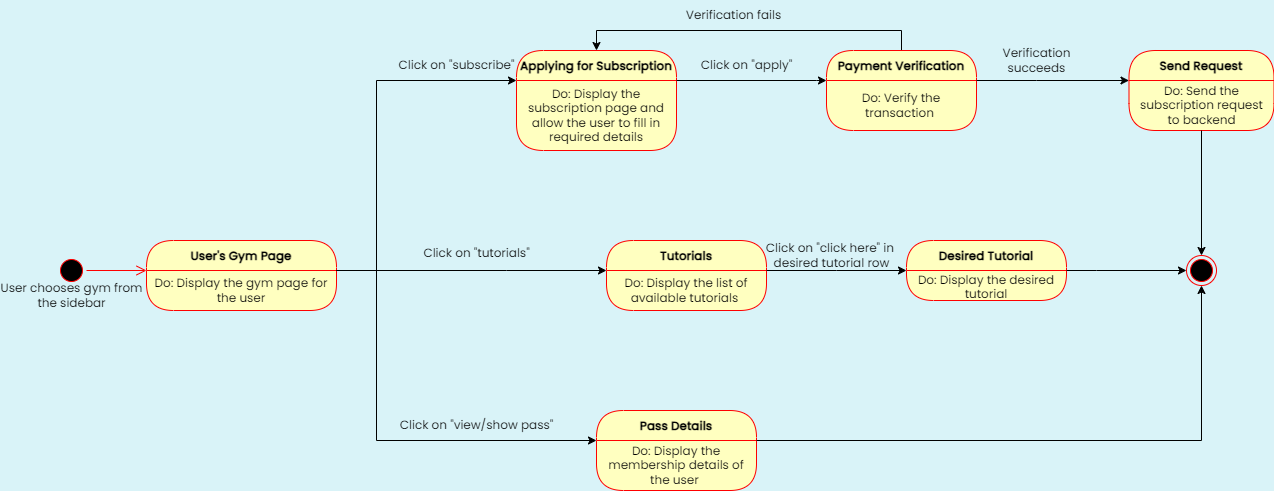 Verification fails
Click on "subscribe"
Applying for Subscription
Do: Display the
subscription page and
allow the user to fill in
required details
Click on "apply"
Payment Verification
Do: Verify the
transaction
Verification
succeeds
Send Request
Do: Send the
subscription request
to backend
User chooses gym from
the sidebar
User's Gym Page
Do: Display the gym page for
the user
Click on "tutorials"
Tutorials
Do: Display the list of
available tutorials
Click on "click here" in
desired tutorial row
Desired Tutorial
Do: Display the desired
tutorial
Click on "view/show pass"
Pass Details
Do: Display the
membership details of
the user